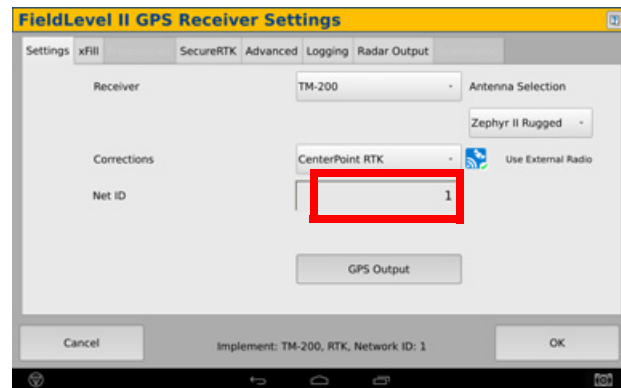 FieldLevel II GPS Receiver Settings
Settings xFill SecureRTK Advanced Logging Radar Output
Receiver TM-200 Antenna Selection
Zephyr II Rugged
Corrections CenterPoint RTK Use External Radio
Net ID 1
GPS Output
Cancel Implement: TM-200, RTK, Network ID: 1 OK